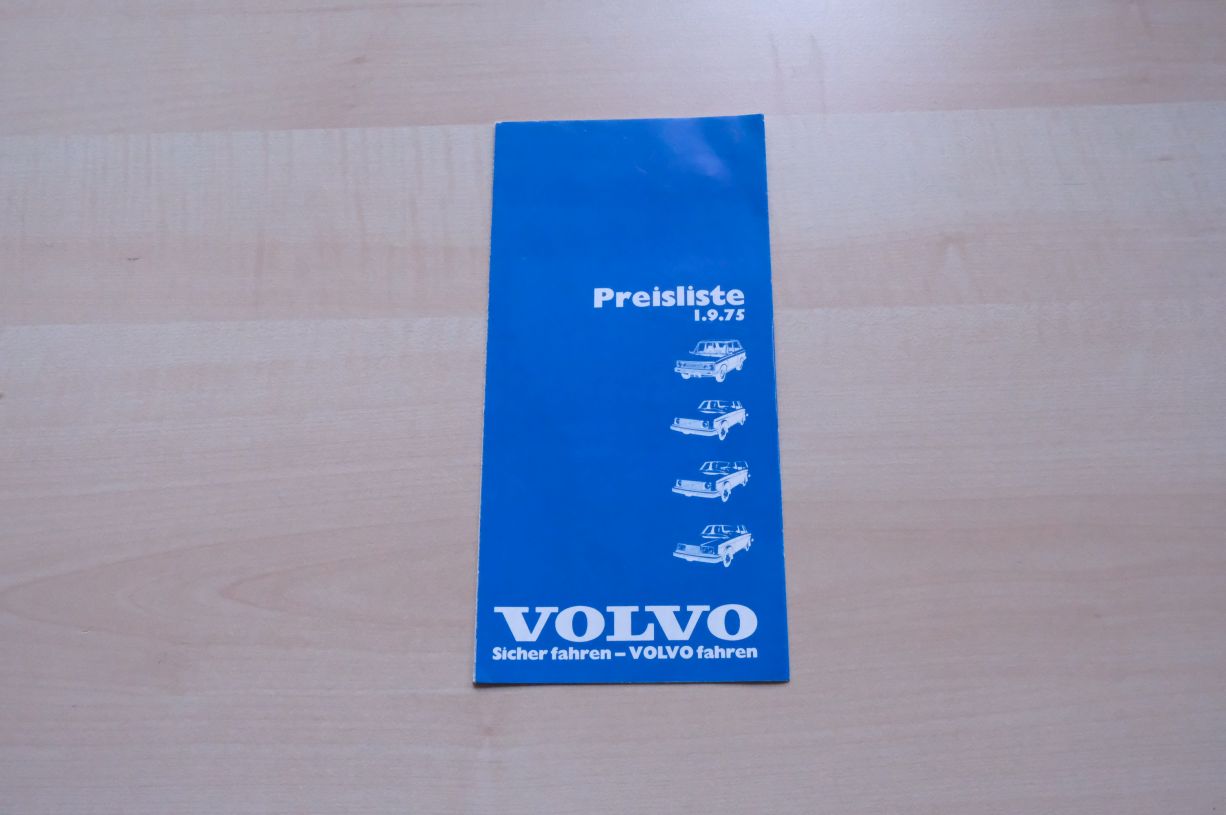 Preisliste
1.9.75
VOLVO
Sicher fahren – VOLVO fahren